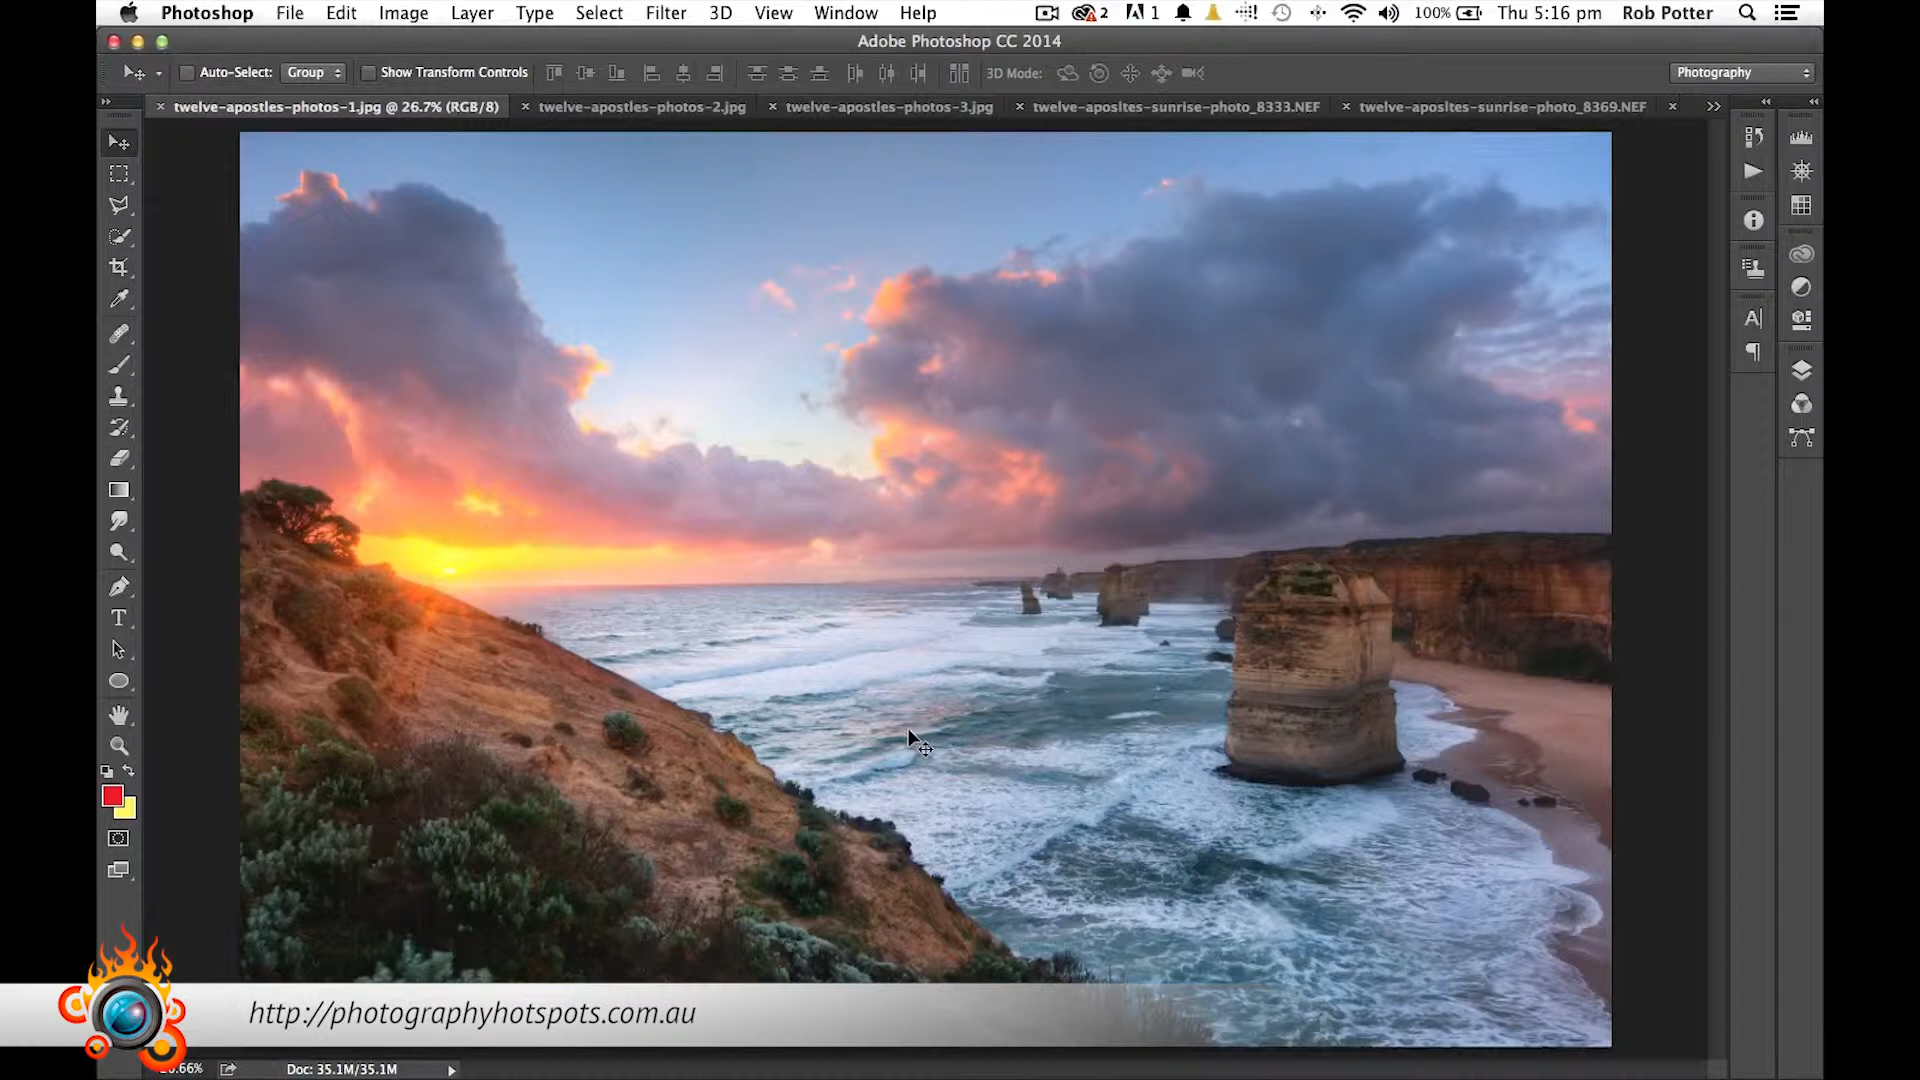 Photoshop File Edit Image Layer Type Select Filter 3D View Window Help 2 1 100% Thu 5:16 pm Rob Potter
Adobe Photoshop CC 2014
Auto-Select: Group Show Transform Controls 3D Mode: Photography
twelve-apostles-photos-1.jpg @ 26.7% (RGB/8) twelve-apostles-photos-2.jpg twelve-apostles-photos-3.jpg twelve-aposltes-sunrise-photo_8333.NEF twelve-aposltes-sunrise-photo_8369.NEF
http://photographyhotspots.com.au
Doc: 35.1M/35.1M